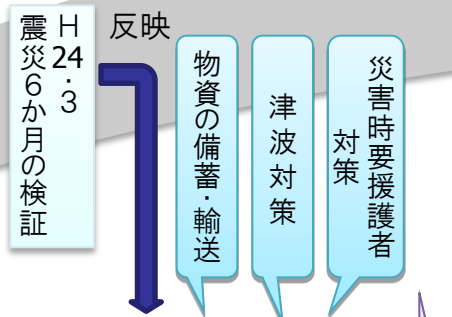 H24・3
震災6か月の検証
反映
物資の備蓄・輸送
津波対策
災害時要援護者
対策